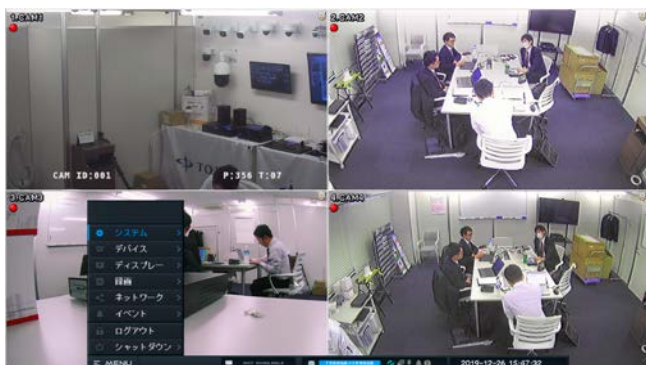 1.CAM1
2.CAM2
CAM ID:001
P:356 T:07
3.CAM3
4.CAM4
システム
デバイス
ディスプレー
録画
ネットワーク
イベント
ログアウト
シャットダウン
MENU
2019-12-26 15:47:32